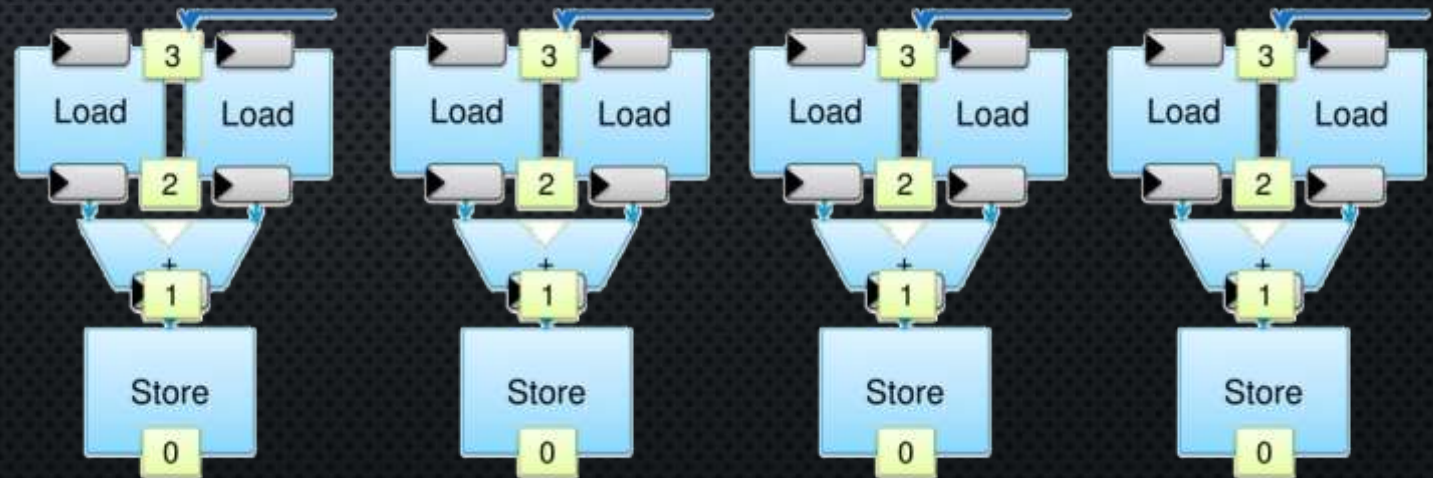 3 3 3 3
Load Load Load Load Load Load Load Load
2 2 2 2
+ + + +
1 1 1 1
Store Store Store Store
0 0 0 0